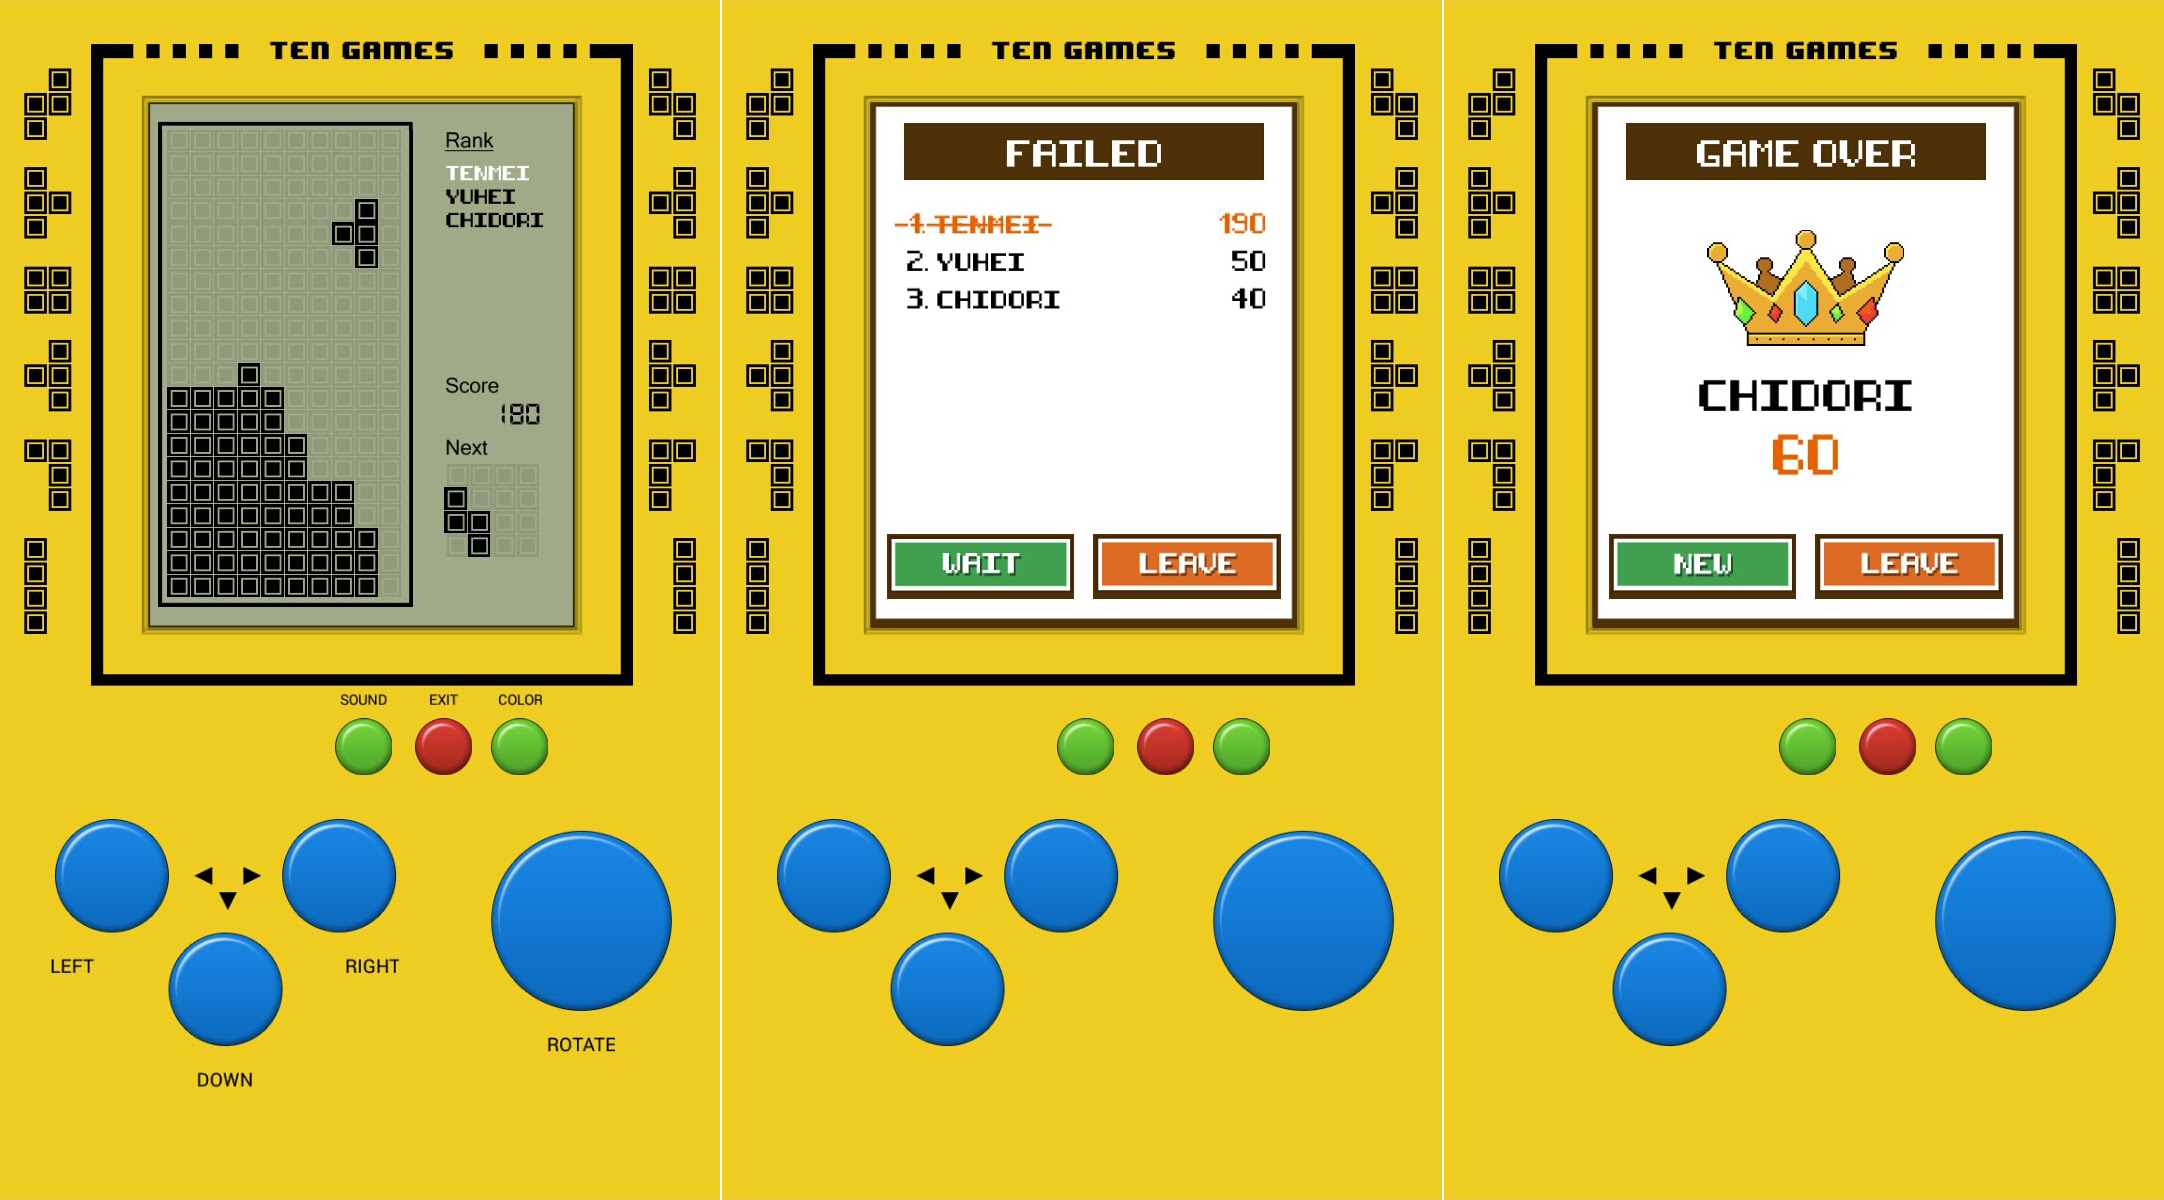 TEN GAMES
Rank
TENMEI
YUHEI
CHIDORI
Score
180
Next
SOUND EXIT COLOR
LEFT
RIGHT
DOWN
ROTATE
TEN GAMES
FAILED
1. TENMEI 190
2. YUHEI 50
3. CHIDORI 40
WAIT LEAVE
TEN GAMES
GAME OVER
CHIDORI
60
NEW LEAVE